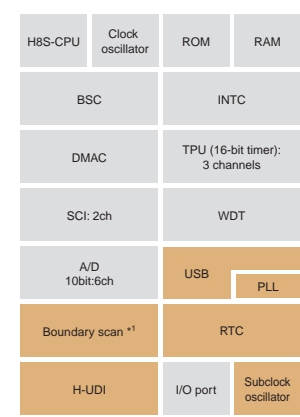 H8S-CPU
Clock
oscillator
ROM
RAM
BSC
INTC
DMAC
TPU (16-bit timer):
3 channels
SCI: 2ch
WDT
A/D
10bit:6ch
USB
PLL
Boundary scan *1
RTC
H-UDI
I/O port
Subclock
oscillator